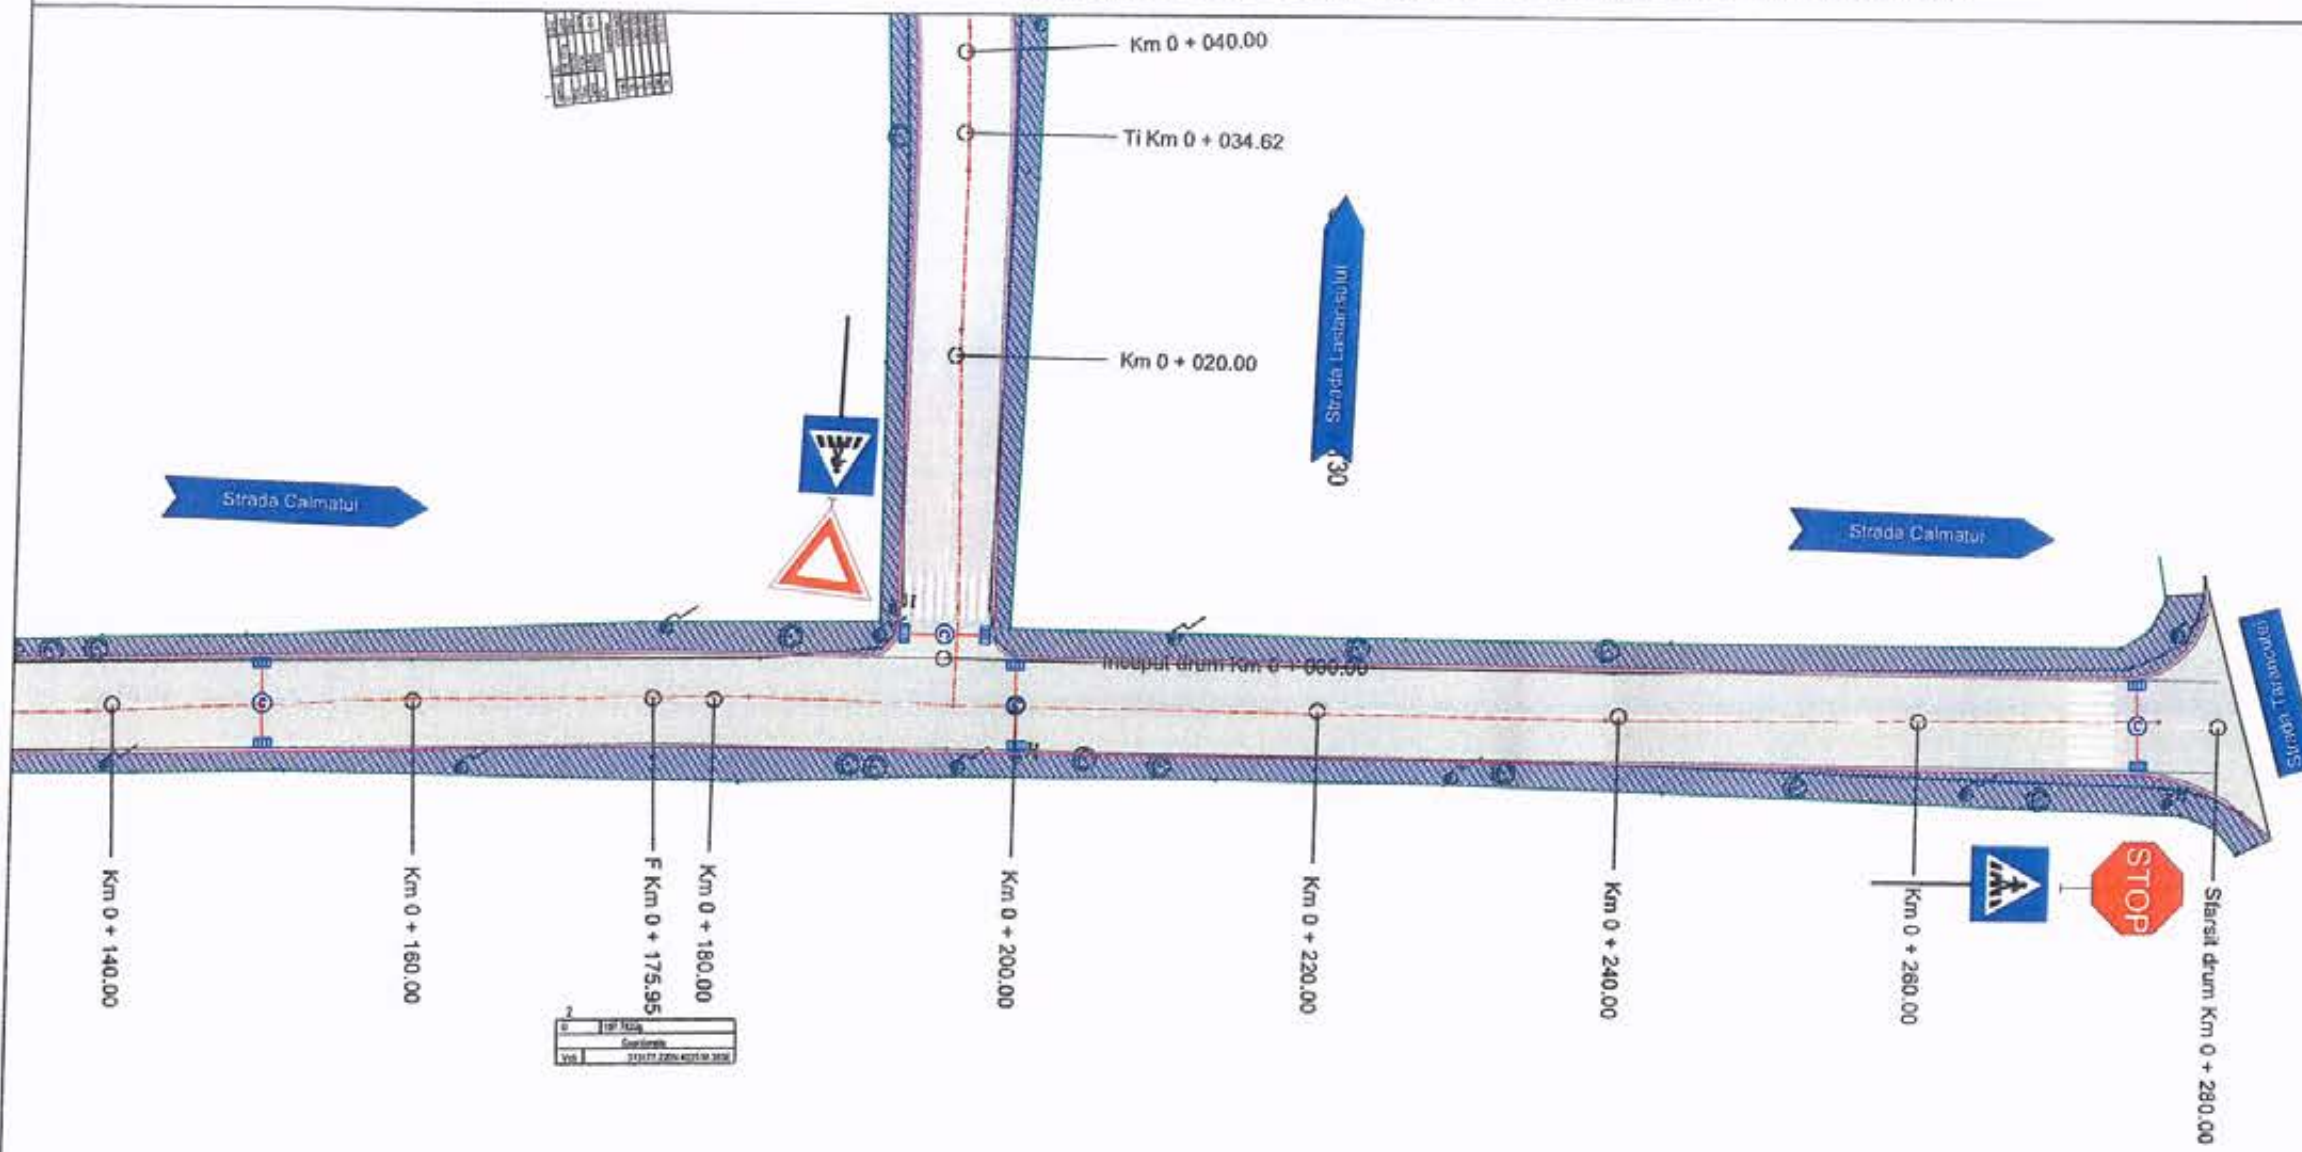 Km 0 + 040.00
Ti Km 0 + 034.62
Km 0 + 020.00
Strada Lastarisului
30
Strada Calmatui
Strada Calmatui
Inceput drum Km 0 + 000.00
Km 0 + 140.00
Km 0 + 160.00
F Km 0 + 175.95
Km 0 + 180.00
Km 0 + 200.00
Km 0 + 220.00
Km 0 + 240.00
Km 0 + 260.00
STOP
Sfarsit drum Km 0 + 280.00
2